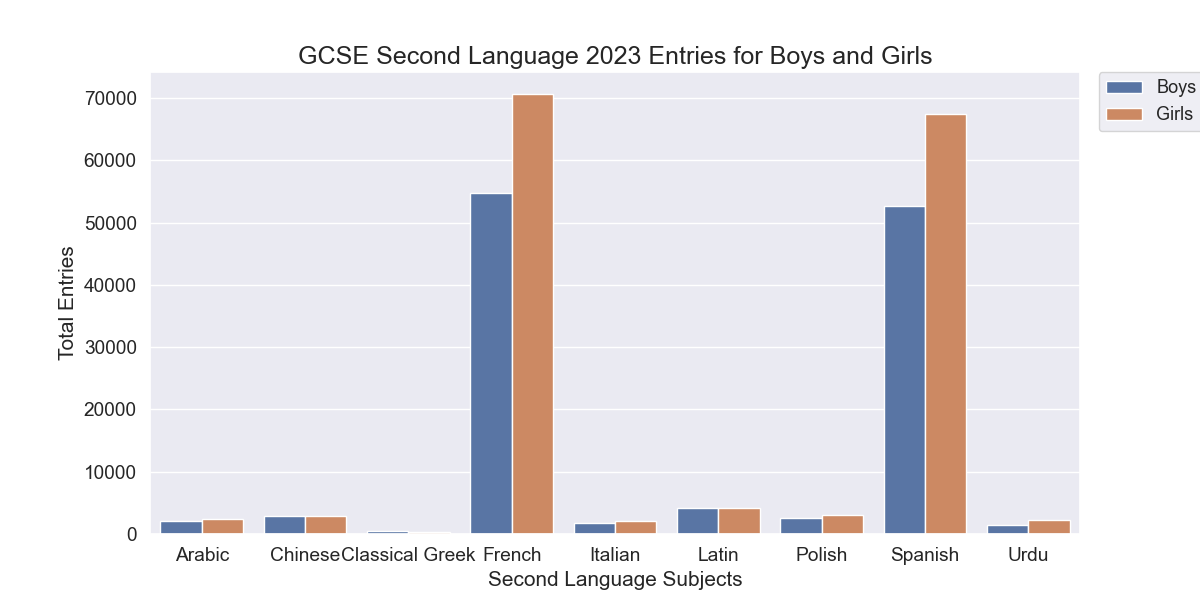 GCSE Second Language 2023 Entries for Boys and Girls
Boys
Girls
70000
60000
50000
40000
30000
20000
10000
0
Total Entries
Arabic Chinese Classical Greek French Italian Latin Polish Spanish Urdu
Second Language Subjects